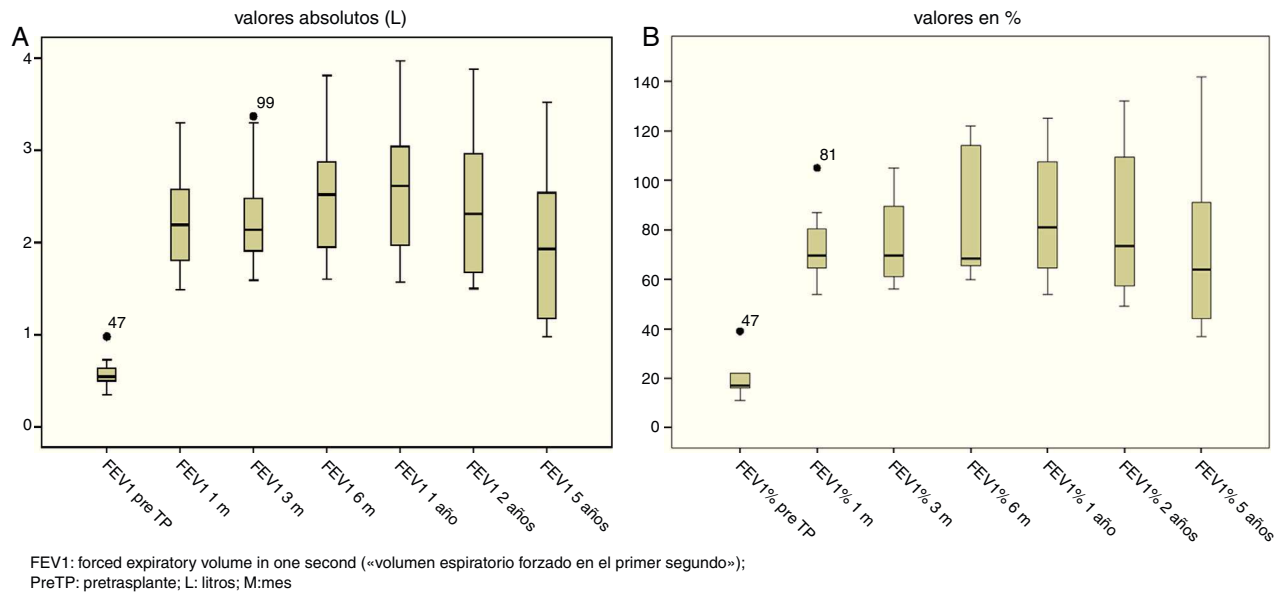 valores absolutos (L)
A
4
3
2
1
0
99
47
FEV1 pre TP
FEV1 1 m
FEV1 3 m
FEV1 6 m
FEV1 1 año
FEV1 2 años
FEV1 5 años
valores en %
B
140
120
100
80
60
40
20
0
81
47
FEV1% pre TP
FEV1% 1 m
FEV1% 3 m
FEV1% 6 m
FEV1% 1 año
FEV1% 2 años
FEV1% 5 años
FEV1: forced expiratory volume in one second («volumen espiratorio forzado en el primer segundo»);
PreTP: pretrasplante; L: litros; M:mes